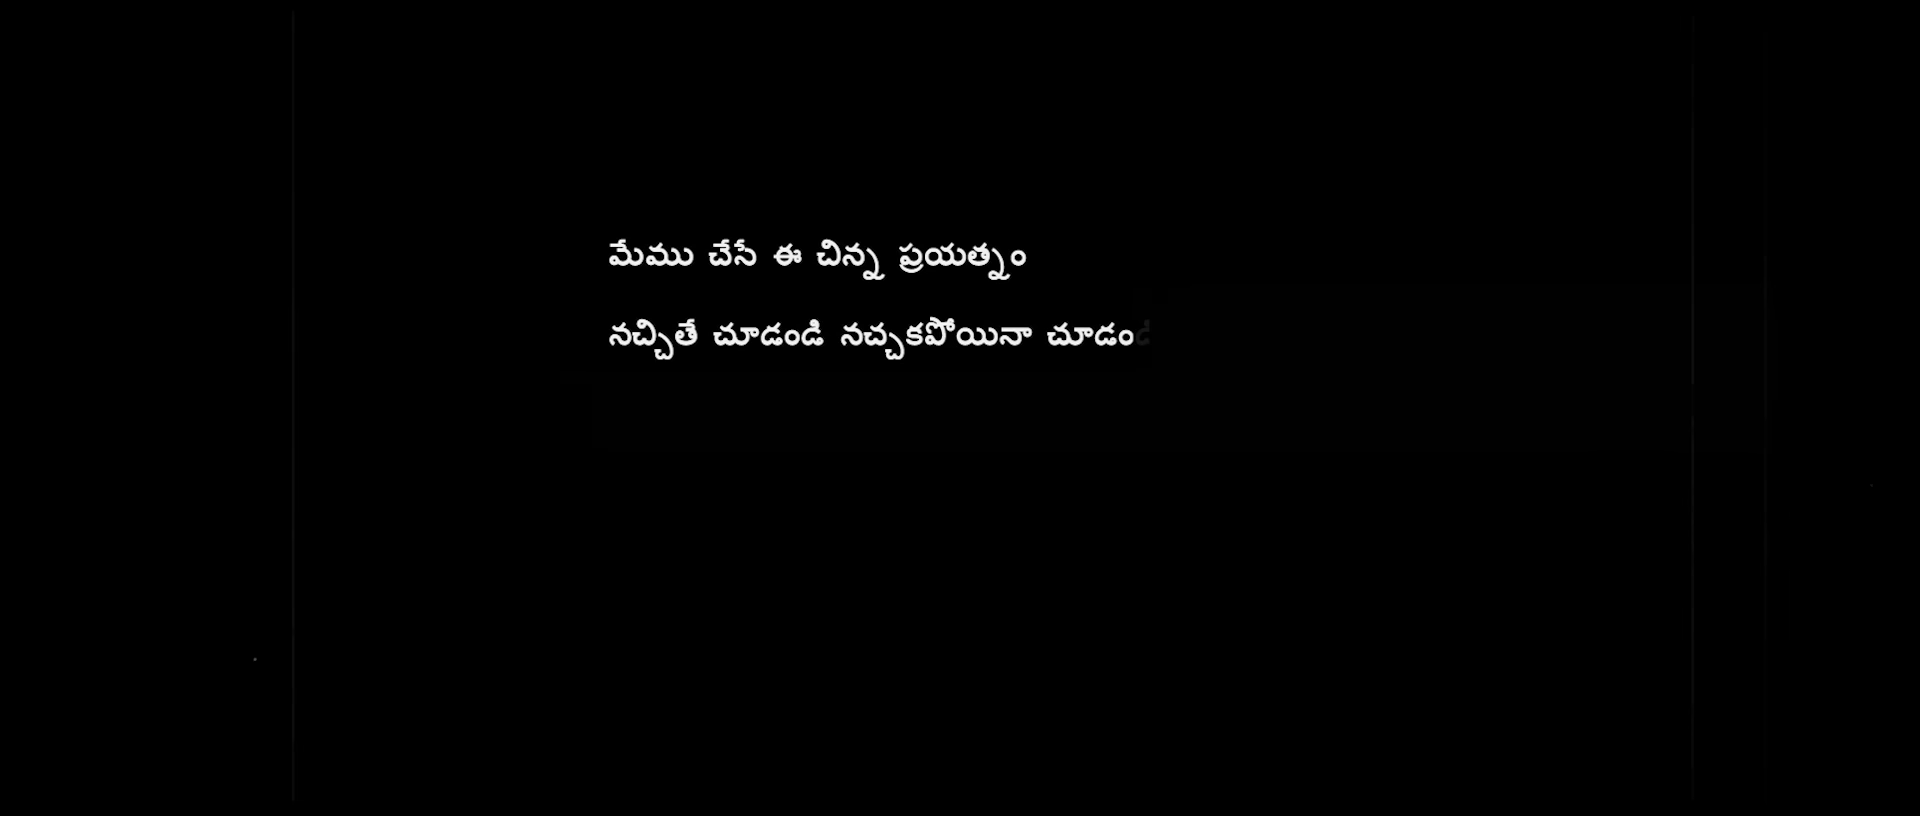 మేము చేసే ఈ చిన్న ప్రయత్నం
నచ్చితే చూడండి నచ్చకపోయినా చూడండి